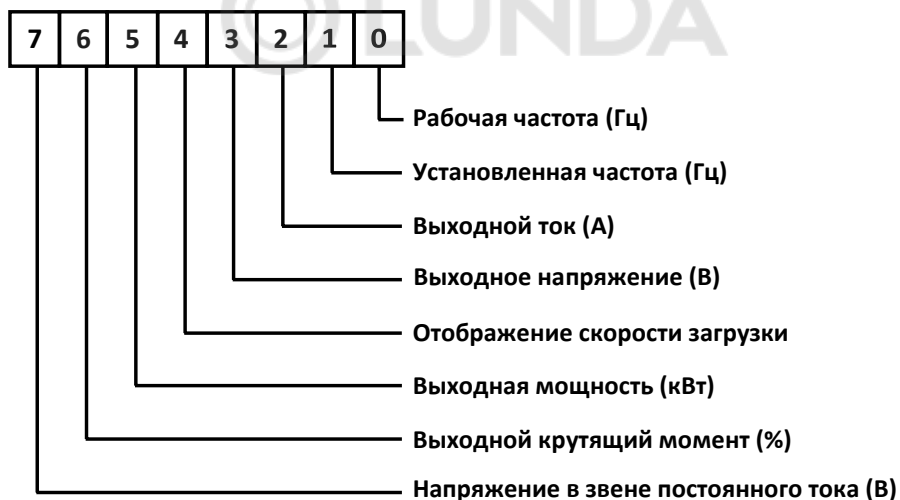 LUNDA
7 6 5 4 3 2 1 0
Рабочая частота (Гц)
Установленная частота (Гц)
Выходной ток (А)
Выходное напряжение (В)
Отображение скорости загрузки
Выходная мощность (кВт)
Выходной крутящий момент (%)
Напряжение в звене постоянного тока (В)